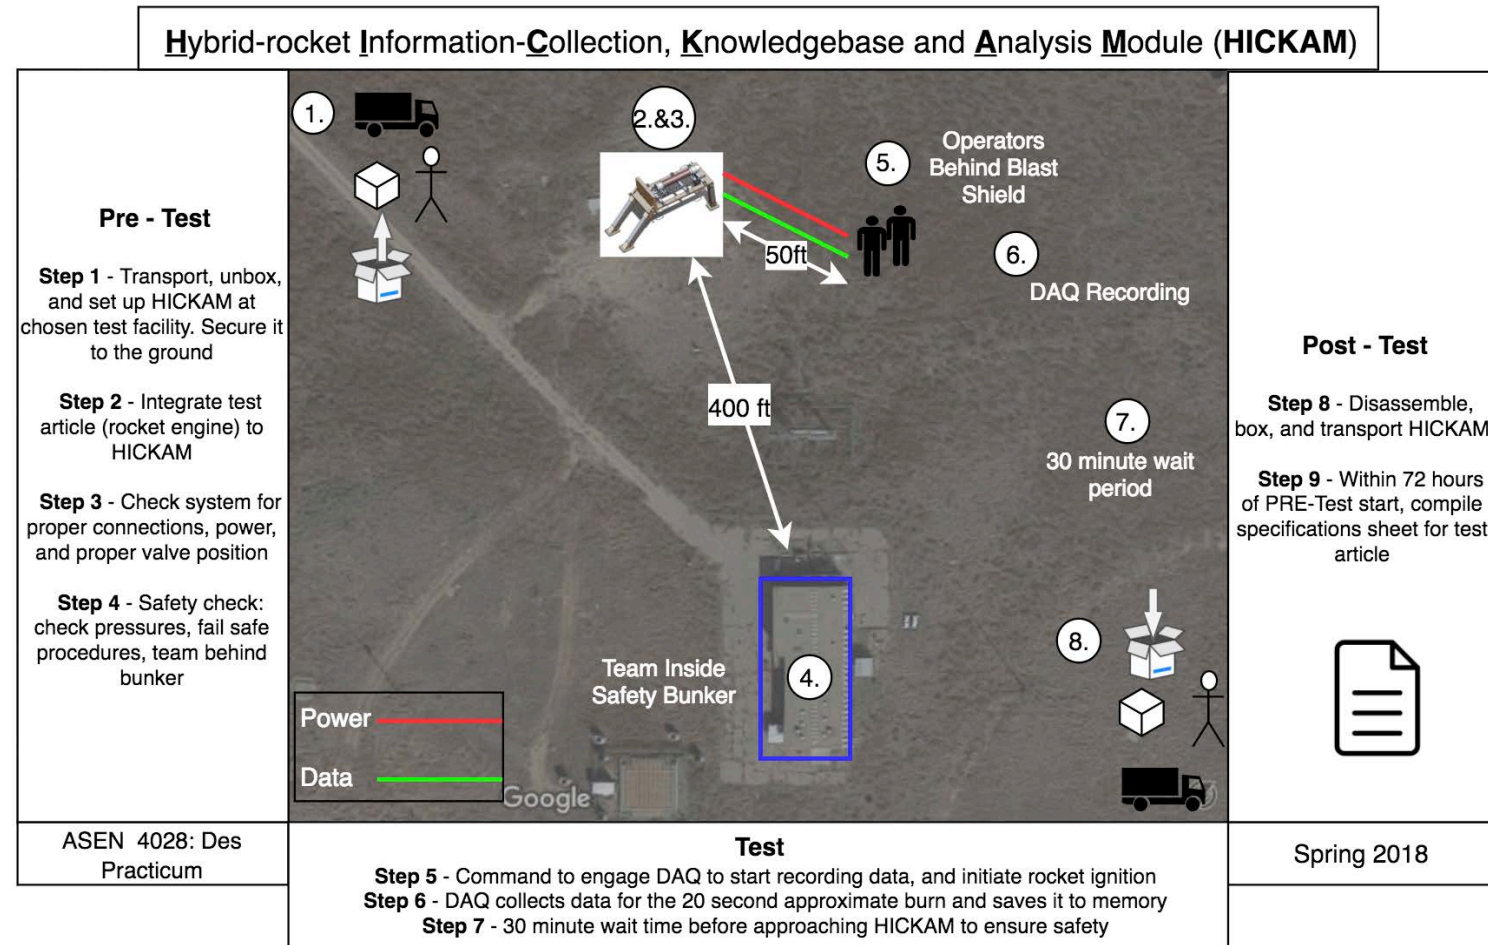 Hybrid-rocket Information-Collection, Knowledgebase and Analysis Module (HICKAM)
Pre - Test
Step 1 - Transport, unbox,
and set up HICKAM at
chosen test facility. Secure it
to the ground
Step 2 - Integrate test
article (rocket engine) to
HICKAM
Step 3 - Check system for
proper connections, power,
and proper valve position
Step 4 - Safety check:
check pressures, fail safe
procedures, team behind
bunker
1.
2.&3.
5.
Operators
Behind Blast
Shield
50ft
6.
DAQ Recording
400 ft
7.
30 minute wait
period
Team Inside
Safety Bunker
4.
8.
Power
Data
Google
Post - Test
Step 8 - Disassemble,
box, and transport HICKAM
Step 9 - Within 72 hours
of PRE-Test start, compile
specifications sheet for test
article
ASEN 4028: Des
Practicum
Test
Step 5 - Command to engage DAQ to start recording data, and initiate rocket ignition
Step 6 - DAQ collects data for the 20 second approximate burn and saves it to memory
Step 7 - 30 minute wait time before approaching HICKAM to ensure safety
Spring 2018